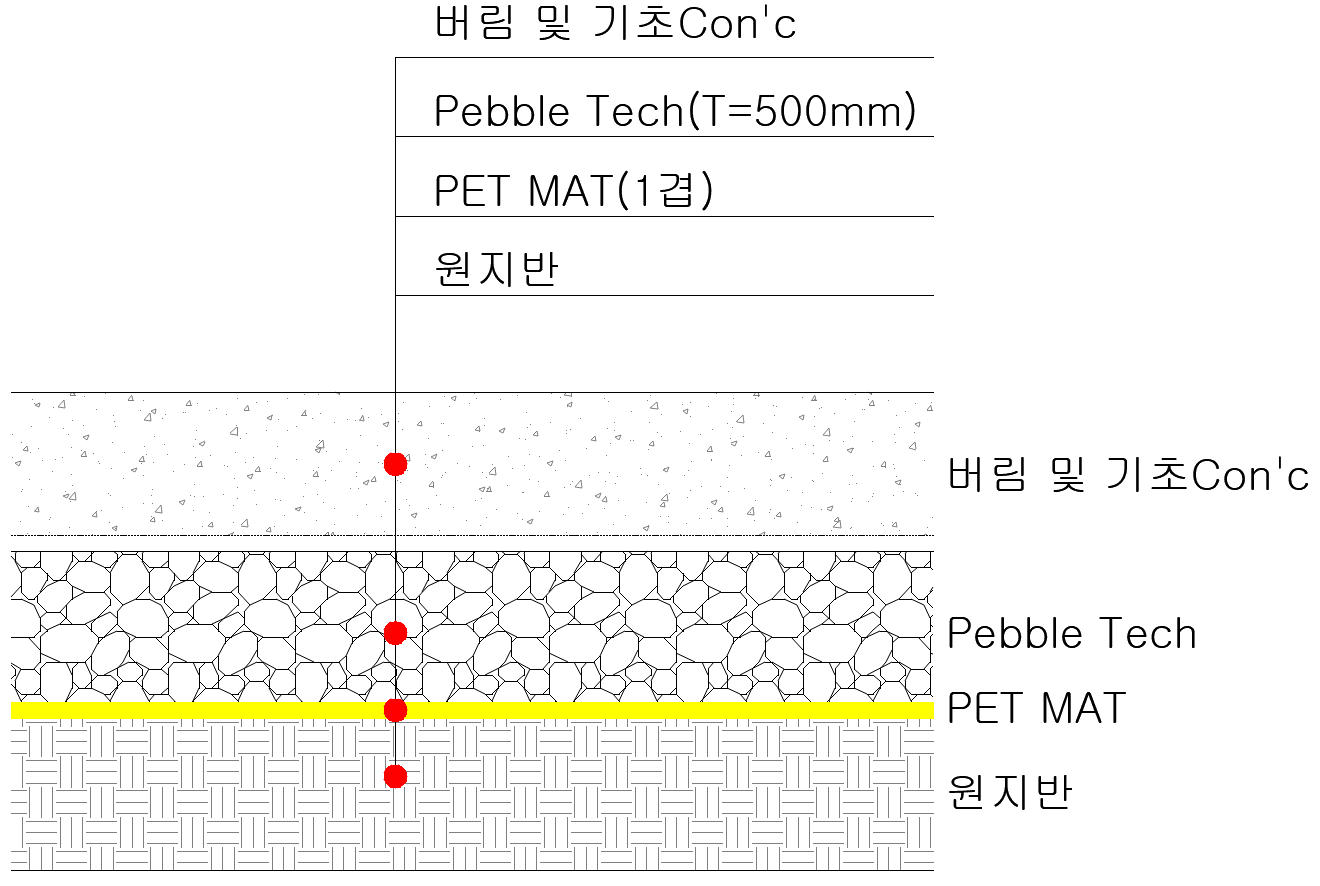 버림 및 기초Con'c
Pebble Tech(T=500mm)
PET MAT(1겹)
원지반
버림 및 기초Con'c
Pebble Tech
PET MAT
원지반